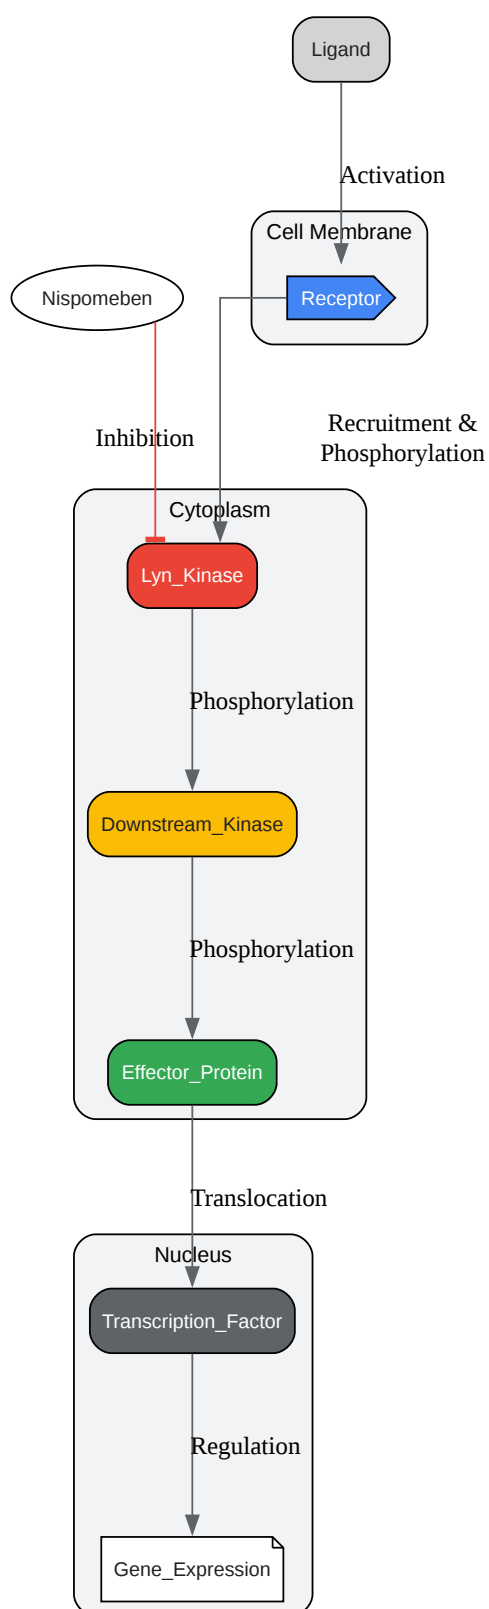 Ligand
Activation
Cell Membrane
Receptor
Nispomeben
Inhibition
Recruitment &
Phosphorylation
Cytoplasm
Lyn_Kinase
Phosphorylation
Downstream_Kinase
Phosphorylation
Effector_Protein
Translocation
Nucleus
Transcription_Factor
Regulation
Gene_Expression